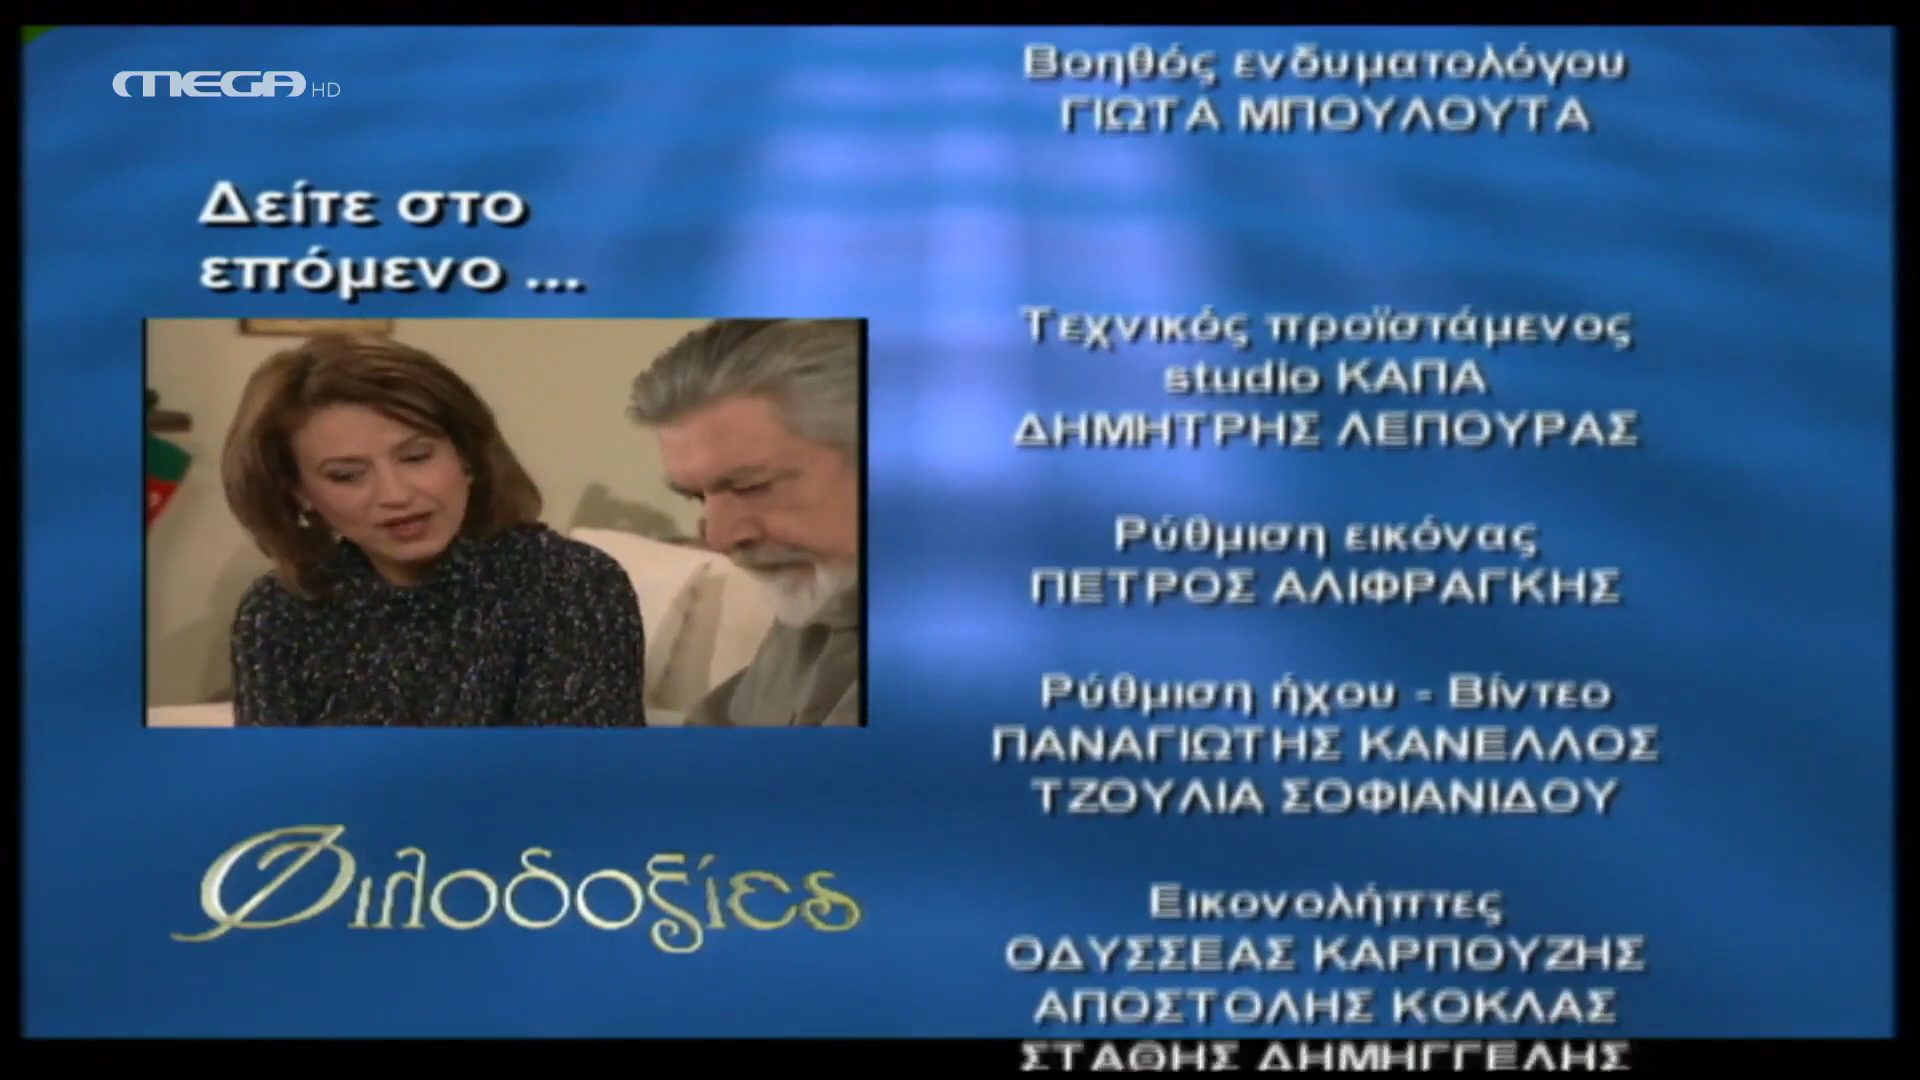 MEGA HD
Δείτε στο
επόμενο ...
Φιλοδοξίες
Βοηθός ενδυματολόγου
ΓΙΩΤΑ ΜΠΟΥΛΟΥΤΑ
Τεχνικός προϊστάμενος
studio ΚΑΠΑ
ΔΗΜΗΤΡΗΣ ΛΕΠΟΥΡΑΣ
Ρύθμιση εικόνας
ΠΕΤΡΟΣ ΑΛΙΦΡΑΓΚΗΣ
Ρύθμιση ήχου - Βίντεο
ΠΑΝΑΓΙΩΤΗΣ ΚΑΝΕΛΛΟΣ
ΤΖΟΥΛΙΑ ΣΟΦΙΑΝΙΔΟΥ
Εικονολήπτες
ΟΔΥΣΣΕΑΣ ΚΑΡΠΟΥΖΗΣ
ΑΠΟΣΤΟΛΗΣ ΚΟΚΛΑΣ
ΣΤΑΘΗΣ ΔΗΜΗΓΓΕΛΗΣ